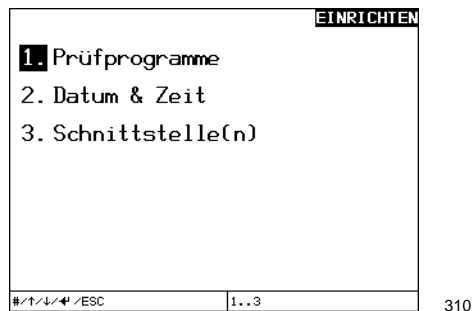 EINRICHTEN
1. Prüfprogramme
2. Datum & Zeit
3. Schnittstelle(n)
#/↑/↓/↵ /ESC 1..3
310